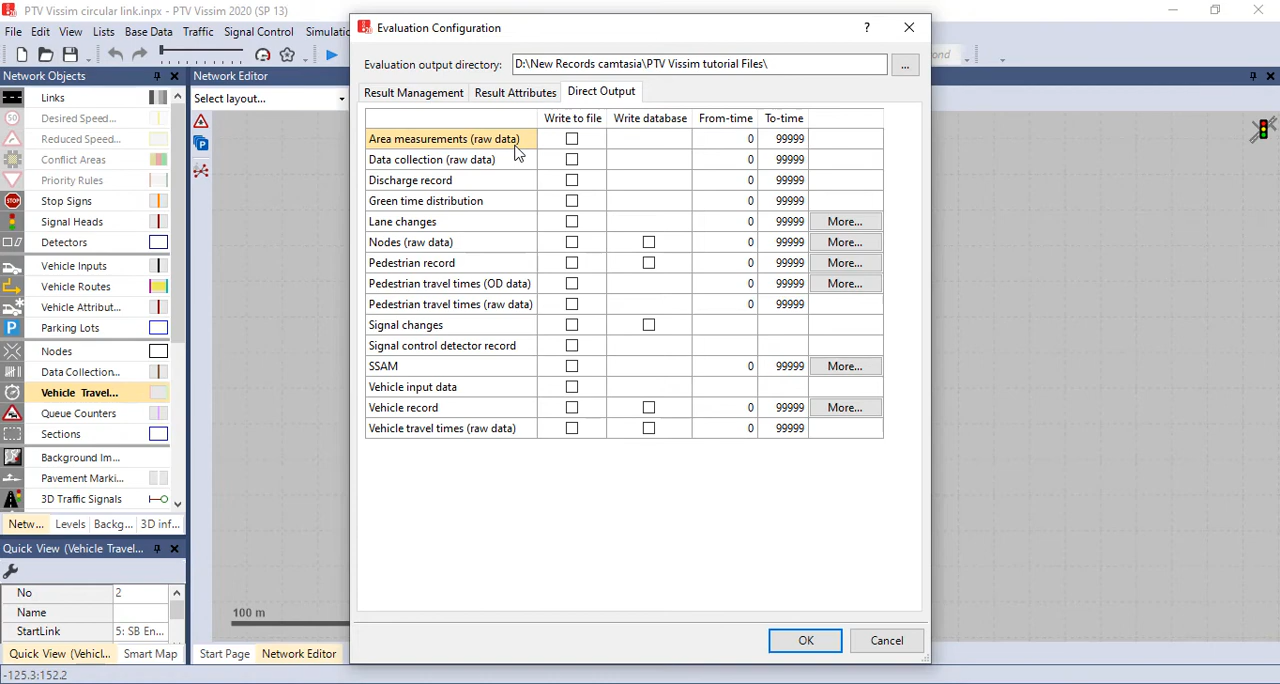 PTV Vissim circular link.inpx - PTV Vissim 2020 (SP 13)
File Edit View Lists Base Data Traffic Signal Control Simulatio
Network Objects
Links
50 Desired Speed...
Reduced Speed...
Conflict Areas
Priority Rules
STOP Stop Signs
Signal Heads
Detectors
Vehicle Inputs
Vehicle Routes
Vehicle Attribut...
P Parking Lots
Nodes
Data Collection...
Vehicle Travel...
Queue Counters
Sections
Background Im...
Pavement Marki...
3D Traffic Signals
Netw... Levels Backg... 3D inf...
Quick View (Vehicle Travel...
No 2
Name
StartLink 5: SB En...
Quick View (Vehicl... Smart Map
-125.3:152.2
Network Editor
Select layout...
100 m
Start Page Network Editor
Evaluation Configuration
?
Evaluation output directory: D:\New Records camtasia\PTV Vissim tutorial Files\ ...
Result Management Result Attributes Direct Output
Write to file Write database From-time To-time
Area measurements (raw data) 0 99999
Data collection (raw data) 0 99999
Discharge record 0 99999
Green time distribution 0 99999
Lane changes 0 99999 More...
Nodes (raw data) 0 99999 More...
Pedestrian record 0 99999 More...
Pedestrian travel times (OD data) 0 99999 More...
Pedestrian travel times (raw data) 0 99999
Signal changes
Signal control detector record
SSAM 0 99999 More...
Vehicle input data
Vehicle record 0 99999 More...
Vehicle travel times (raw data) 0 99999
OK Cancel